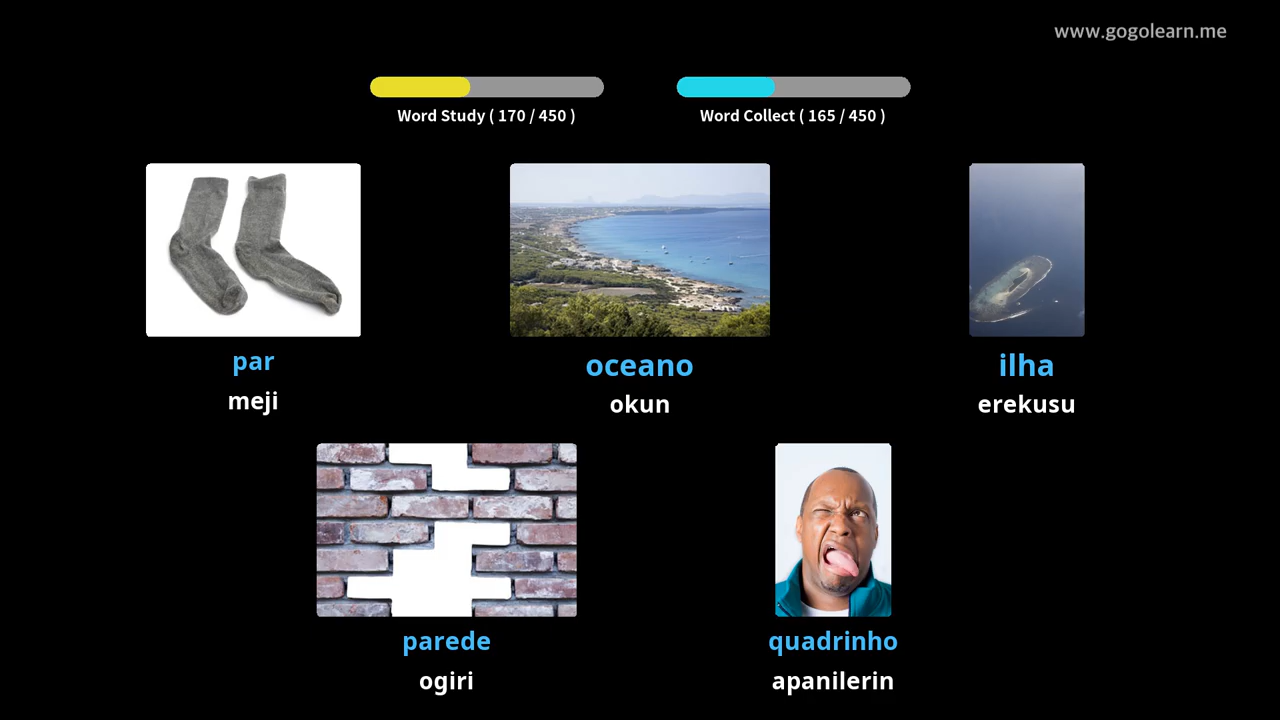 www.gogolearn.me
Word Study ( 170 / 450 )
Word Collect ( 165 / 450 )
par
meji
oceano
okun
ilha
erekusu
parede
ogiri
quadrinho
apanilerin